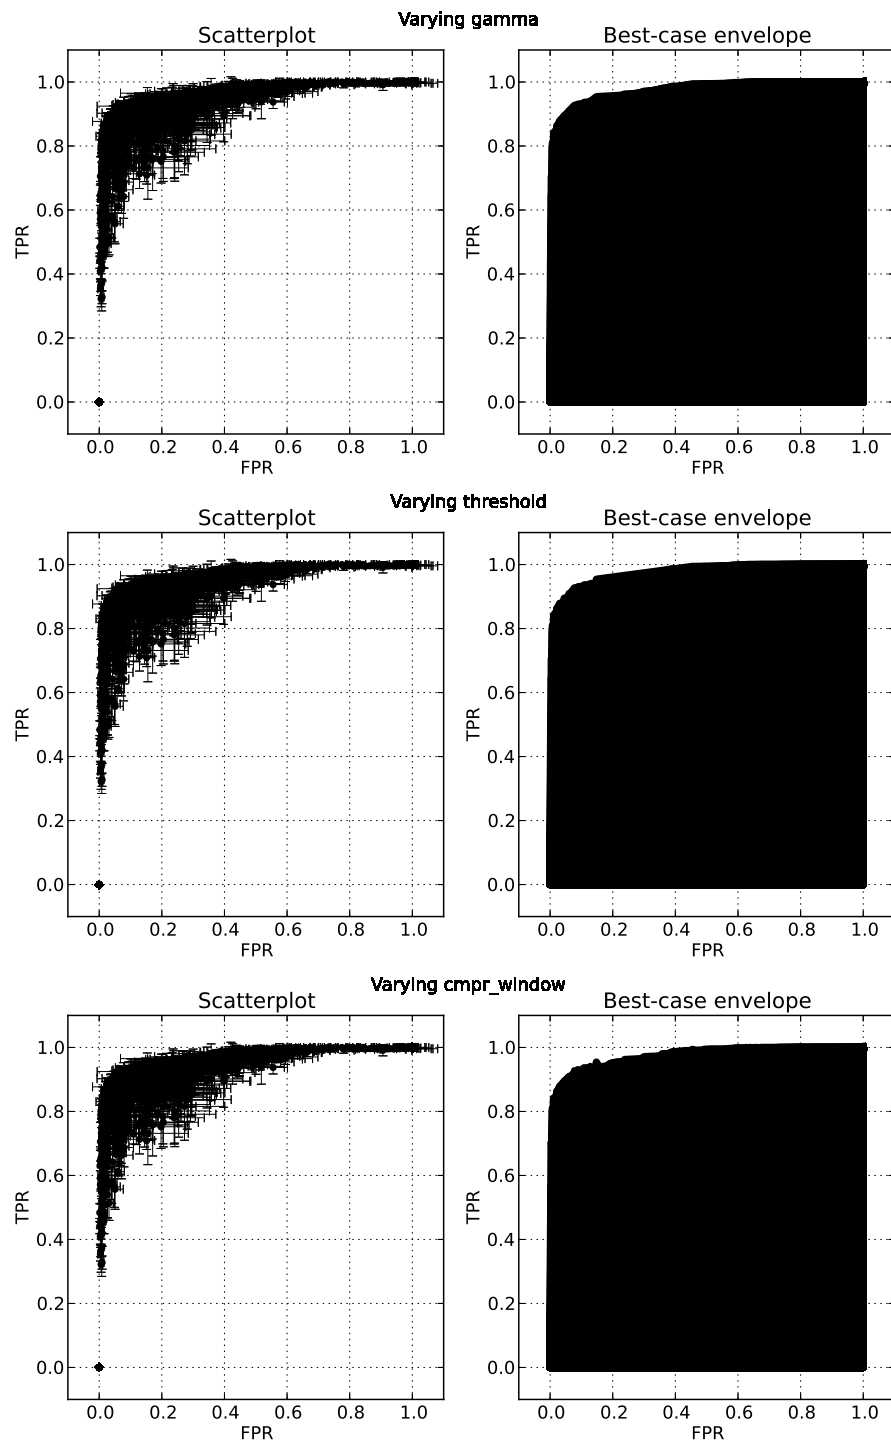 Varying gamma
Scatterplot Best-case envelope
1.0 1.0
0.8 0.8
0.6 0.6
TPR TPR
0.4 0.4
0.2 0.2
0.0 0.0
0.0 0.2 0.4 0.6 0.8 1.0 0.0 0.2 0.4 0.6 0.8 1.0
FPR FPR
Varying threshold
Scatterplot Best-case envelope
1.0 1.0
0.8 0.8
0.6 0.6
TPR TPR
0.4 0.4
0.2 0.2
0.0 0.0
0.0 0.2 0.4 0.6 0.8 1.0 0.0 0.2 0.4 0.6 0.8 1.0
FPR FPR
Varying cmpr_window
Scatterplot Best-case envelope
1.0 1.0
0.8 0.8
0.6 0.6
TPR TPR
0.4 0.4
0.2 0.2
0.0 0.0
0.0 0.2 0.4 0.6 0.8 1.0 0.0 0.2 0.4 0.6 0.8 1.0
FPR FPR